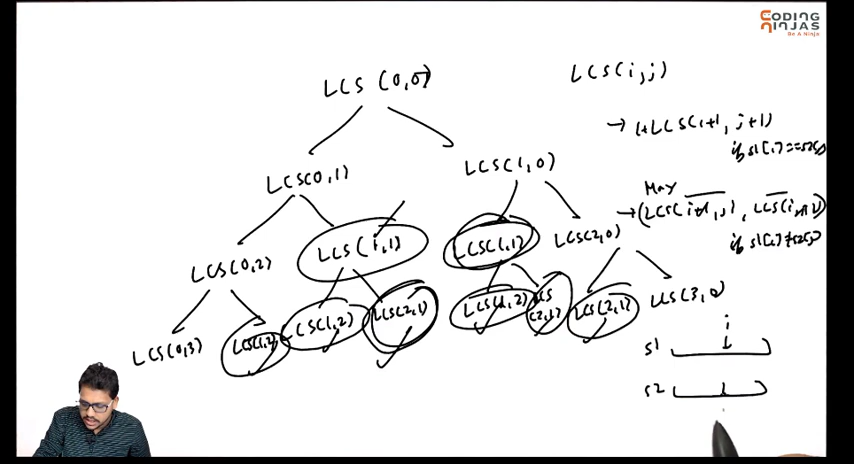 CODING NINJAS
Be A Ninja
LCS (0,0)
LCS(i,j)
→ 1+LCS(i+1, j+1)
if s1[i]==s2[j]
LCS(0,1)
LCS(1,0)
Max
→ (LCS(i+1,j), LCS(i,j+1))
if s1[i]≠s2[j]
LCS(0,2)
LCS(1,1)
LCS(1,1)
LCS(2,0)
LCS(0,3)
LCS(1,2)
LCS(1,2)
LCS(2,1)
LCS(1,2)
LCS(2,1)
LCS(2,1)
LCS(3,0)
i
s1
s2